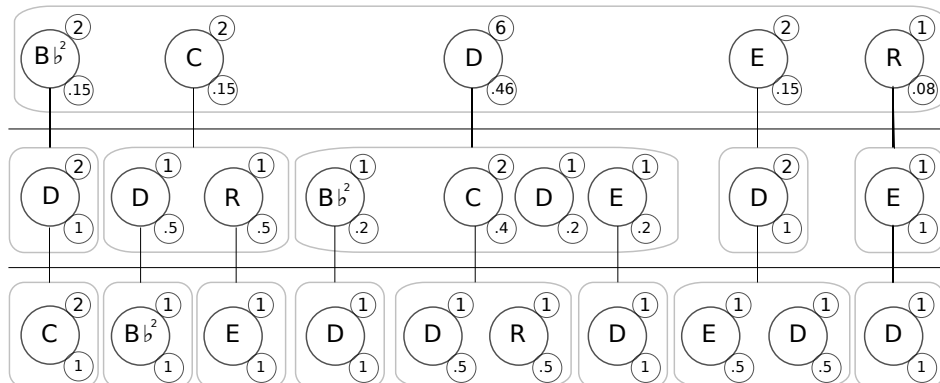 2 2 6 2 1
B♭² C D E R
.15 .15 .46 .15 .08
2 1 1 1 2 1 1 2 1
D D R B♭² C D E D E
1 .5 .5 .2 .4 .2 .2 1 1
2 1 1 1 1 1 1 1 1 1
C B♭² E D D R D E D D
1 1 1 1 .5 .5 1 .5 .5 1